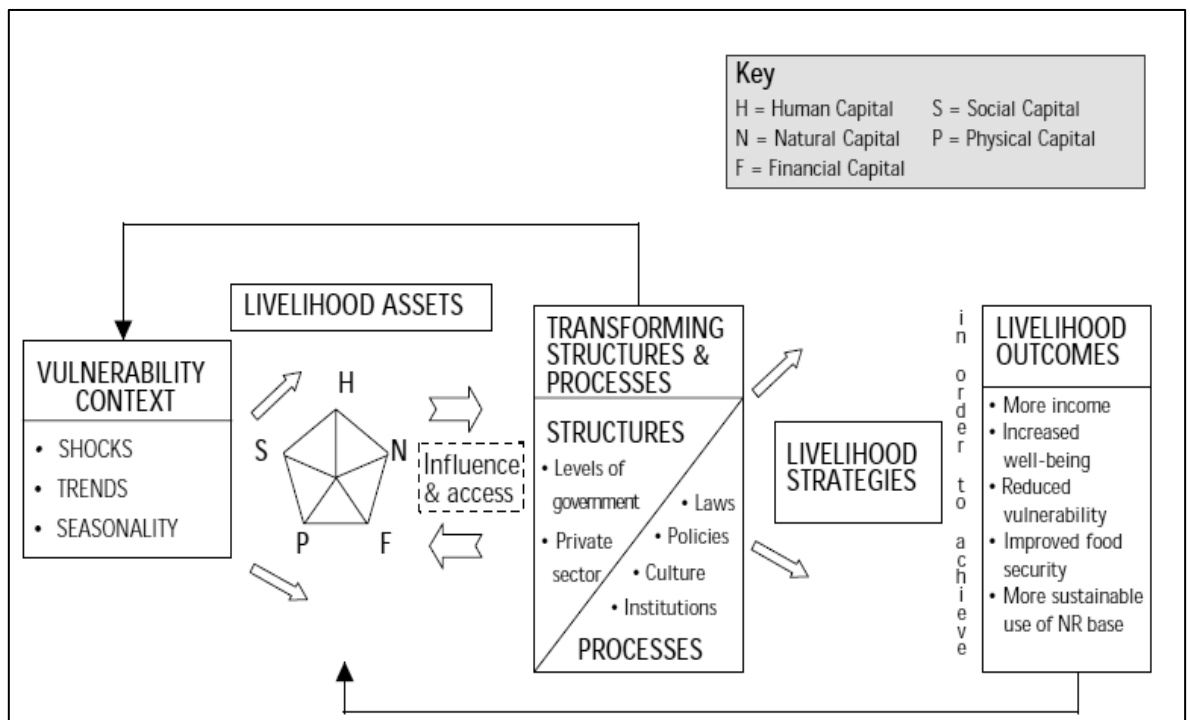 Key
H = Human Capital S = Social Capital
N = Natural Capital P = Physical Capital
F = Financial Capital
LIVELIHOOD ASSETS
VULNERABILITY
CONTEXT
• SHOCKS
• TRENDS
• SEASONALITY
H
S
N
P
F
Influence
& access
TRANSFORMING
STRUCTURES &
PROCESSES
STRUCTURES
• Levels of
government
• Private
sector
• Laws
• Policies
• Culture
• Institutions
PROCESSES
LIVELIHOOD
STRATEGIES
in order to achieve
LIVELIHOOD
OUTCOMES
• More income
• Increased
well-being
• Reduced
vulnerability
• Improved food
security
• More sustainable
use of NR base